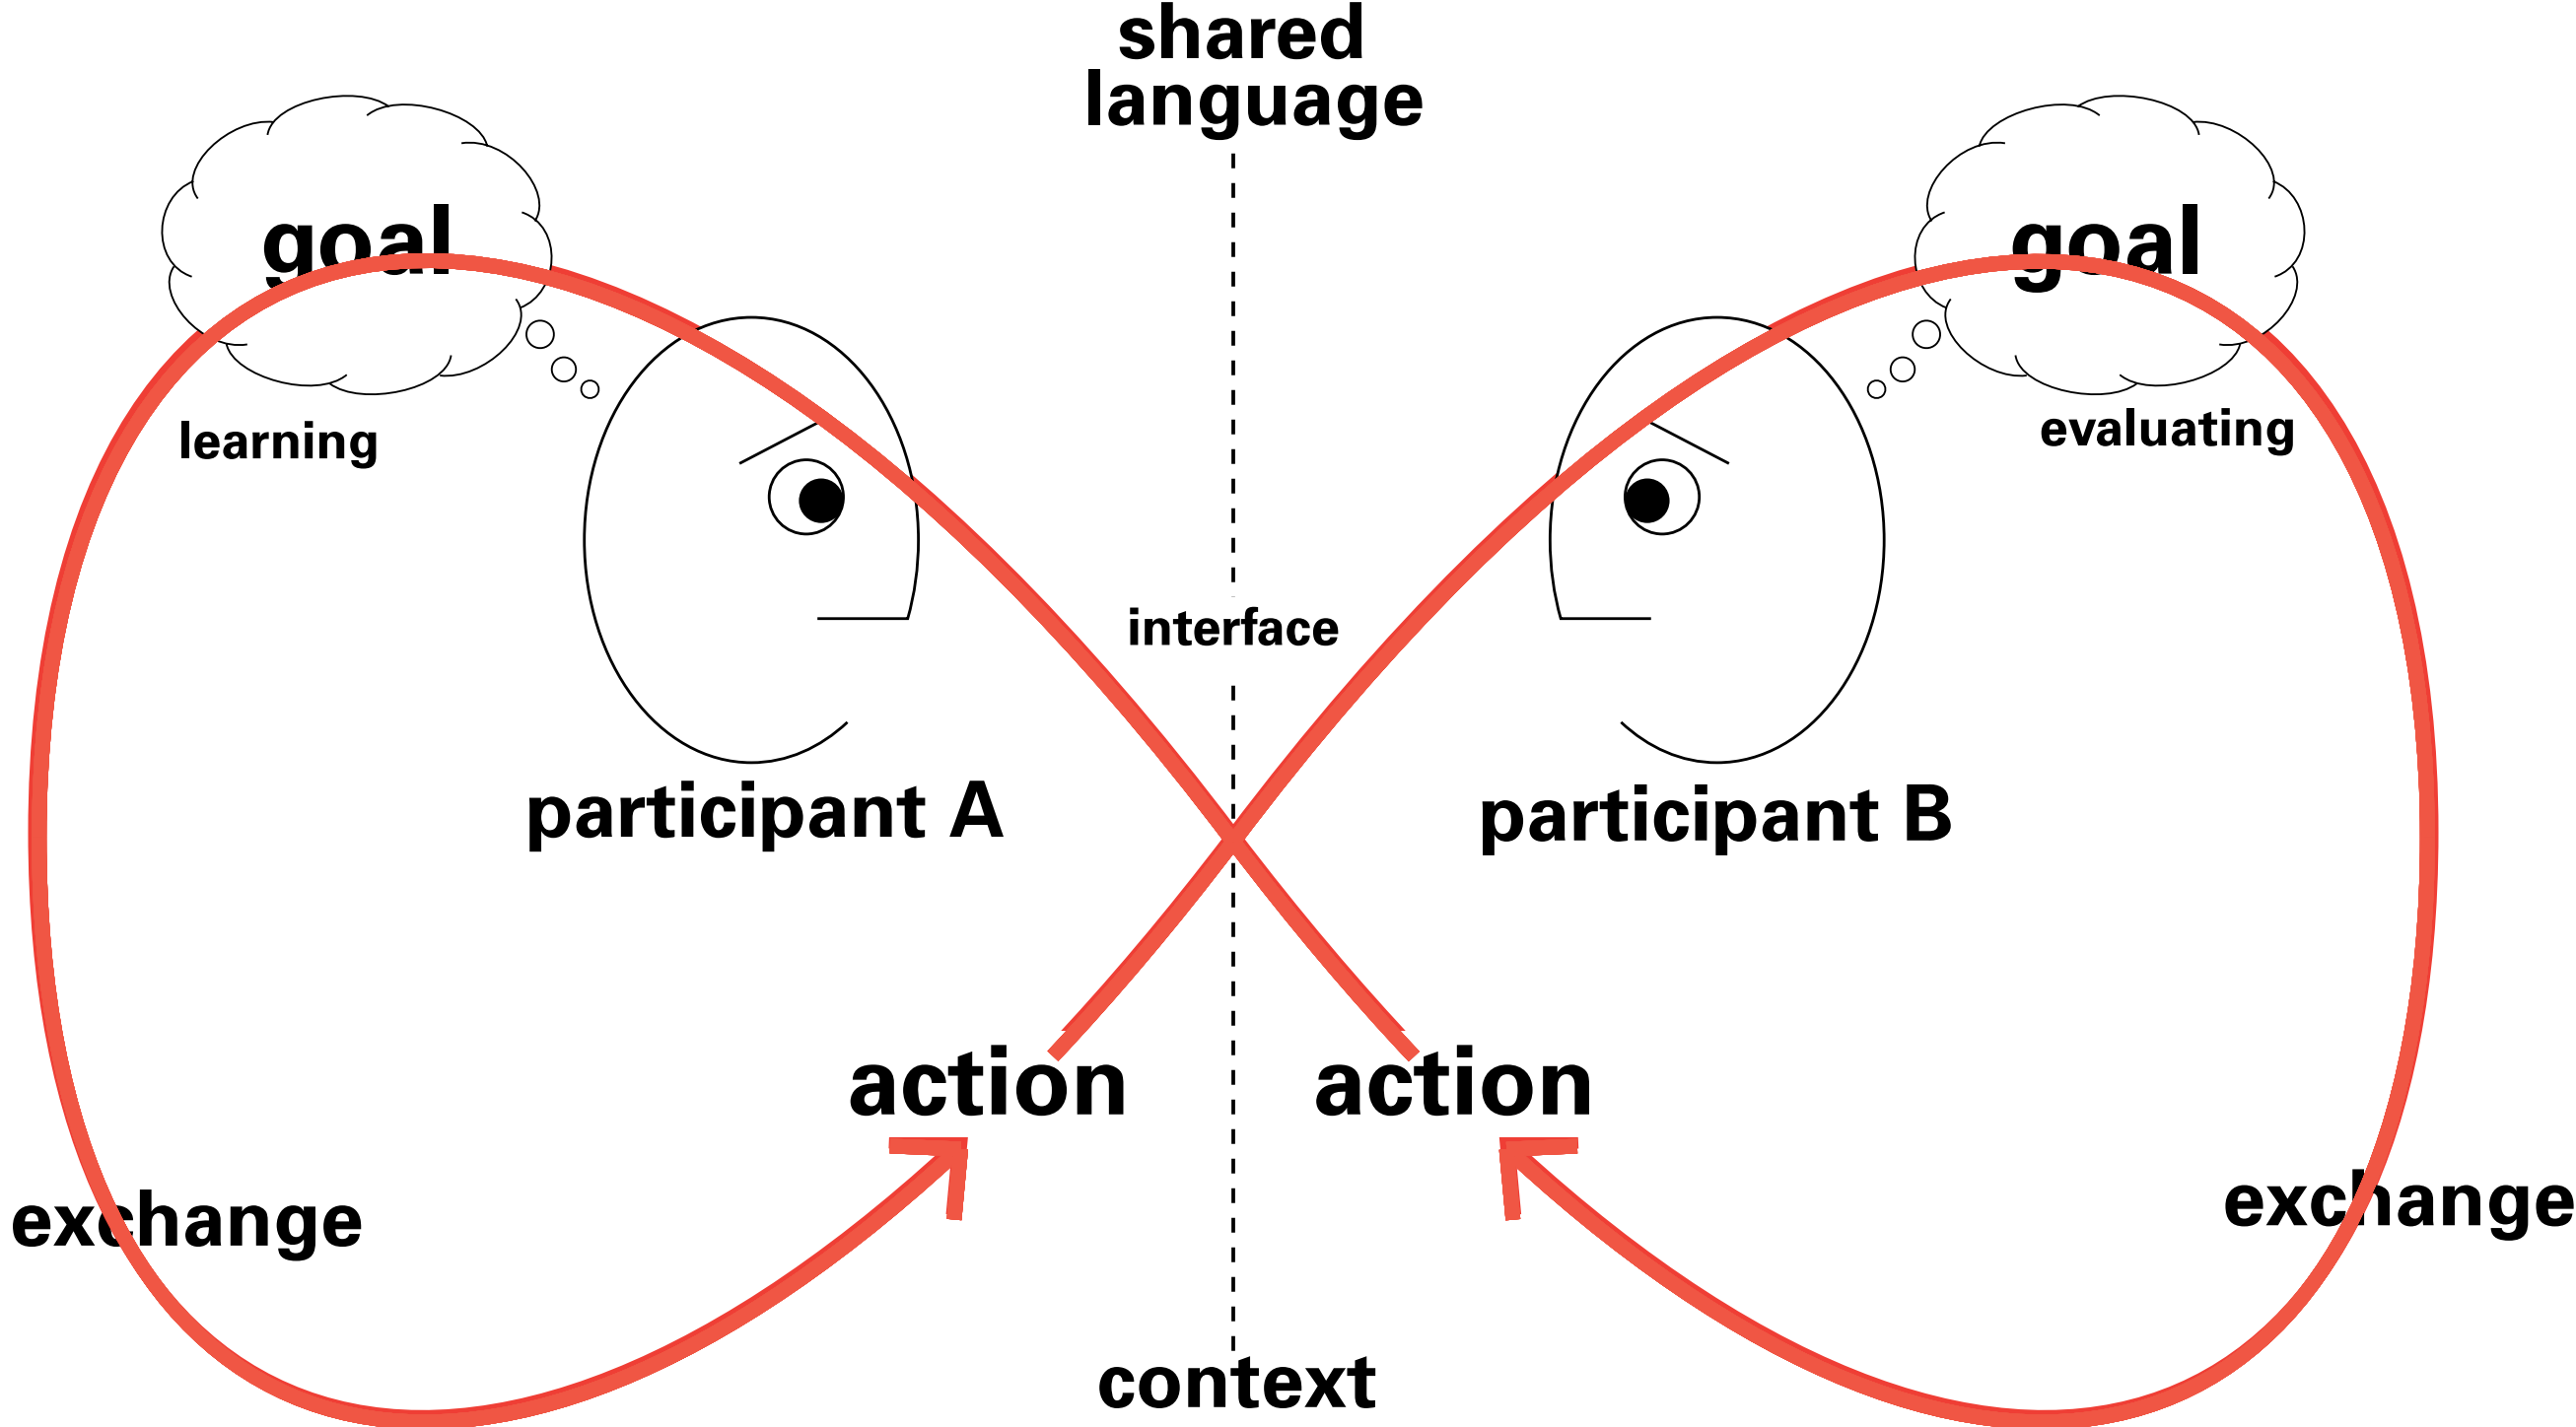 shared
language
goal
goal
learning
evaluating
interface
participant A
participant B
action
action
exchange
exchange
context